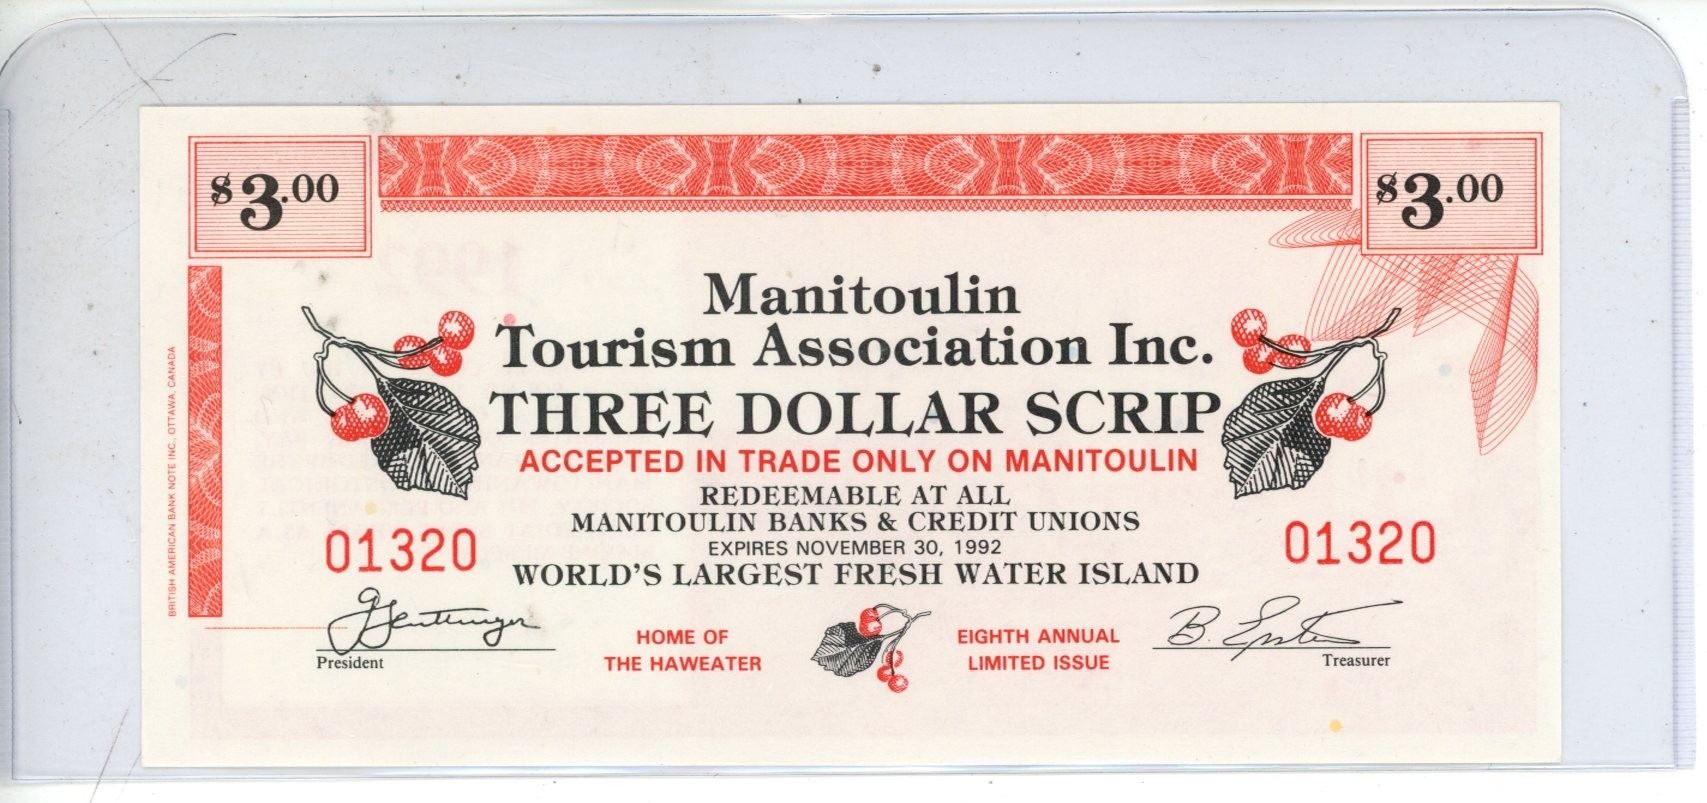 $3.00
$3.00
Manitoulin
Tourism Association Inc.
THREE DOLLAR SCRIP
ACCEPTED IN TRADE ONLY ON MANITOULIN
REDEEMABLE AT ALL
MANITOULIN BANKS & CREDIT UNIONS
EXPIRES NOVEMBER 30, 1992
WORLD'S LARGEST FRESH WATER ISLAND
01320
01320
President
HOME OF
THE HAWEATER
EIGHTH ANNUAL
LIMITED ISSUE
B.
Treasurer
BRITISH AMERICAN BANK NOTE INC., OTTAWA, CANADA